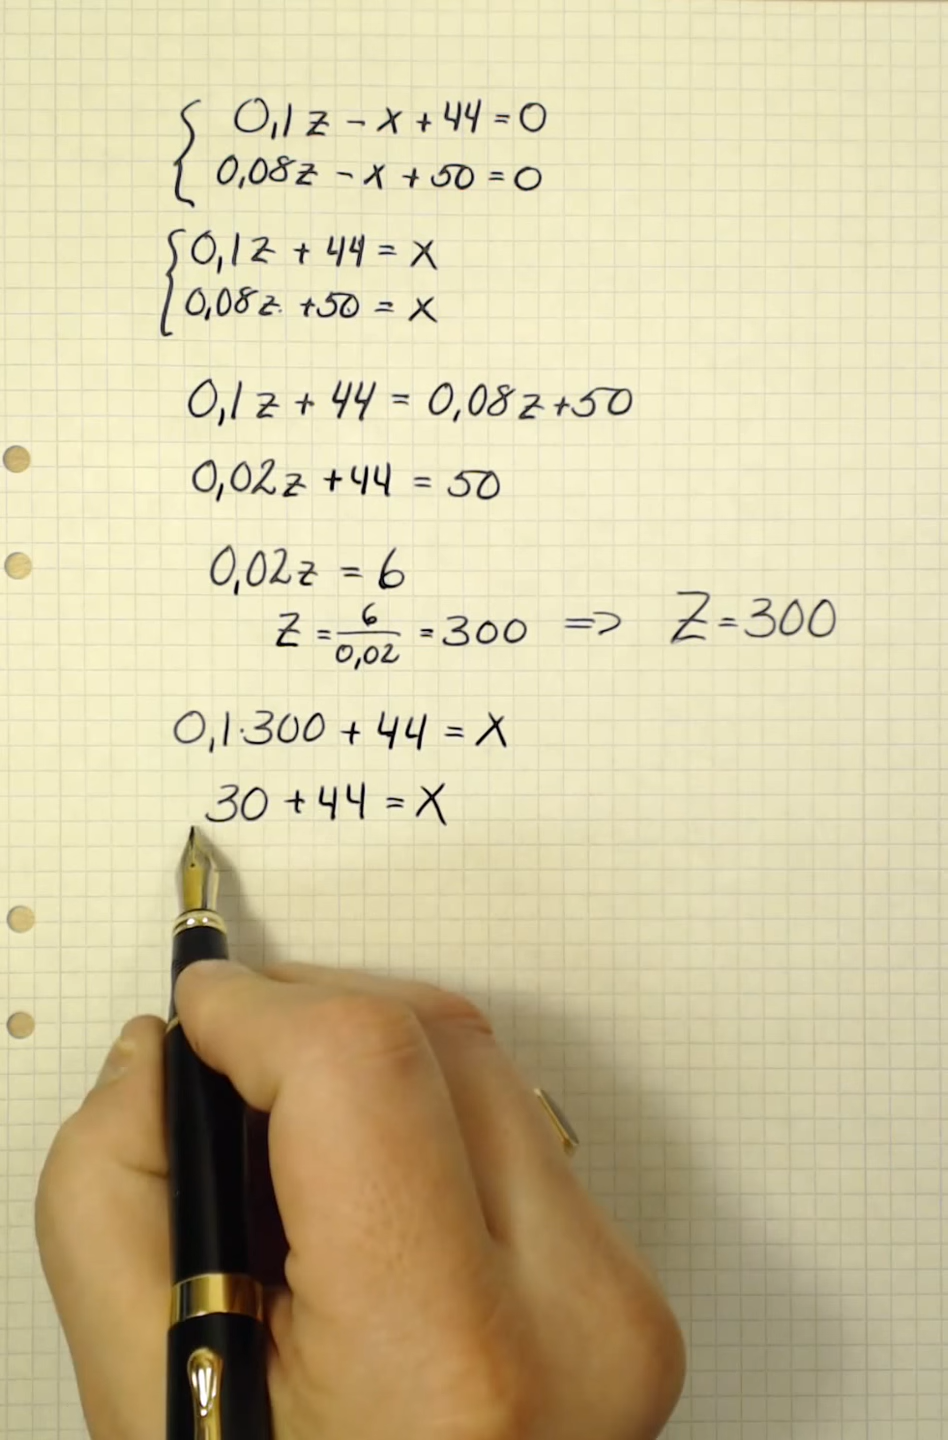 0,1z - x + 44 = 0
0,08z - x + 50 = 0
0,1z + 44 = x
0,08z + 50 = x
0,1z + 44 = 0,08z + 50
0,02z + 44 = 50
0,02z = 6
z = 6/0,02 = 300 => z = 300
0,1·300 + 44 = x
30 + 44 = x